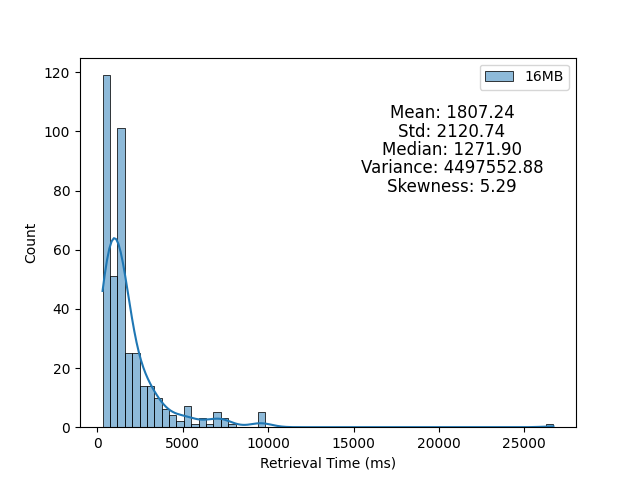 16MB
Mean: 1807.24
Std: 2120.74
Median: 1271.90
Variance: 4497552.88
Skewness: 5.29
Count
120
100
80
60
40
20
0
0 5000 10000 15000 20000 25000
Retrieval Time (ms)